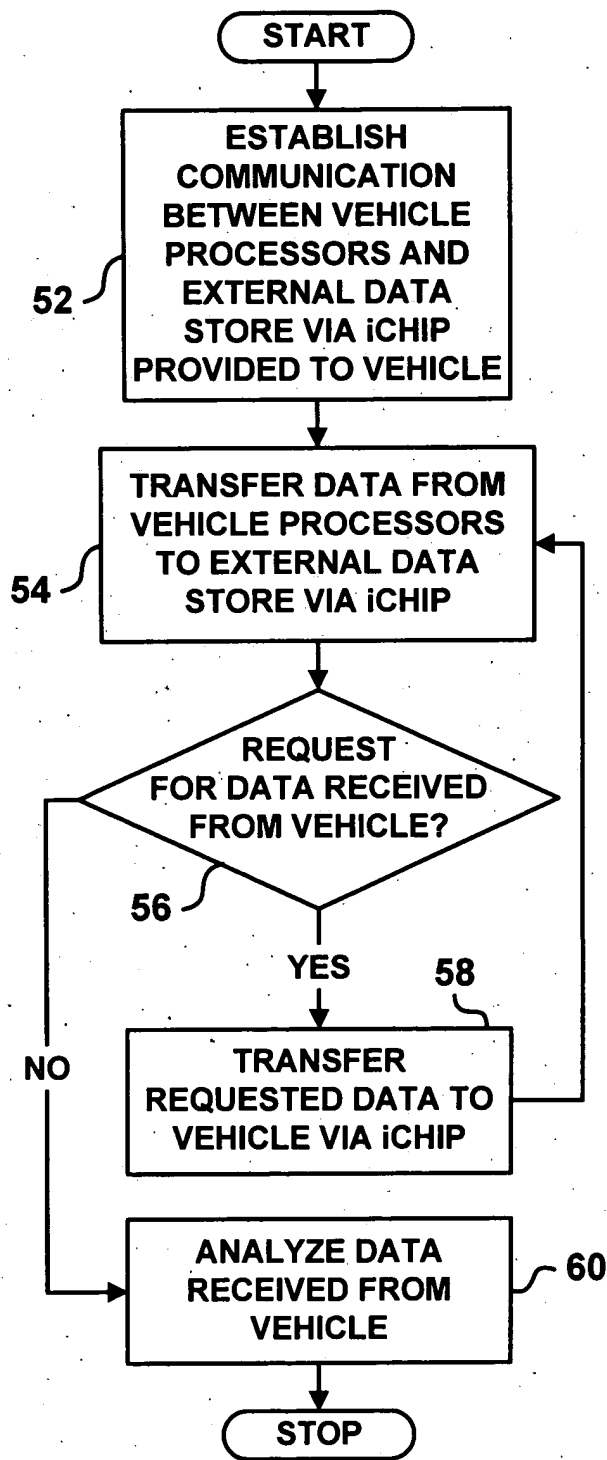 START
ESTABLISH
COMMUNICATION
BETWEEN VEHICLE
PROCESSORS AND
EXTERNAL DATA
STORE VIA iCHIP
PROVIDED TO VEHICLE
52
TRANSFER DATA FROM
VEHICLE PROCESSORS
TO EXTERNAL DATA
STORE VIA iCHIP
54
REQUEST
FOR DATA RECEIVED
FROM VEHICLE?
56
YES
58
NO
TRANSFER
REQUESTED DATA TO
VEHICLE VIA iCHIP
ANALYZE DATA
RECEIVED FROM
VEHICLE
60
STOP